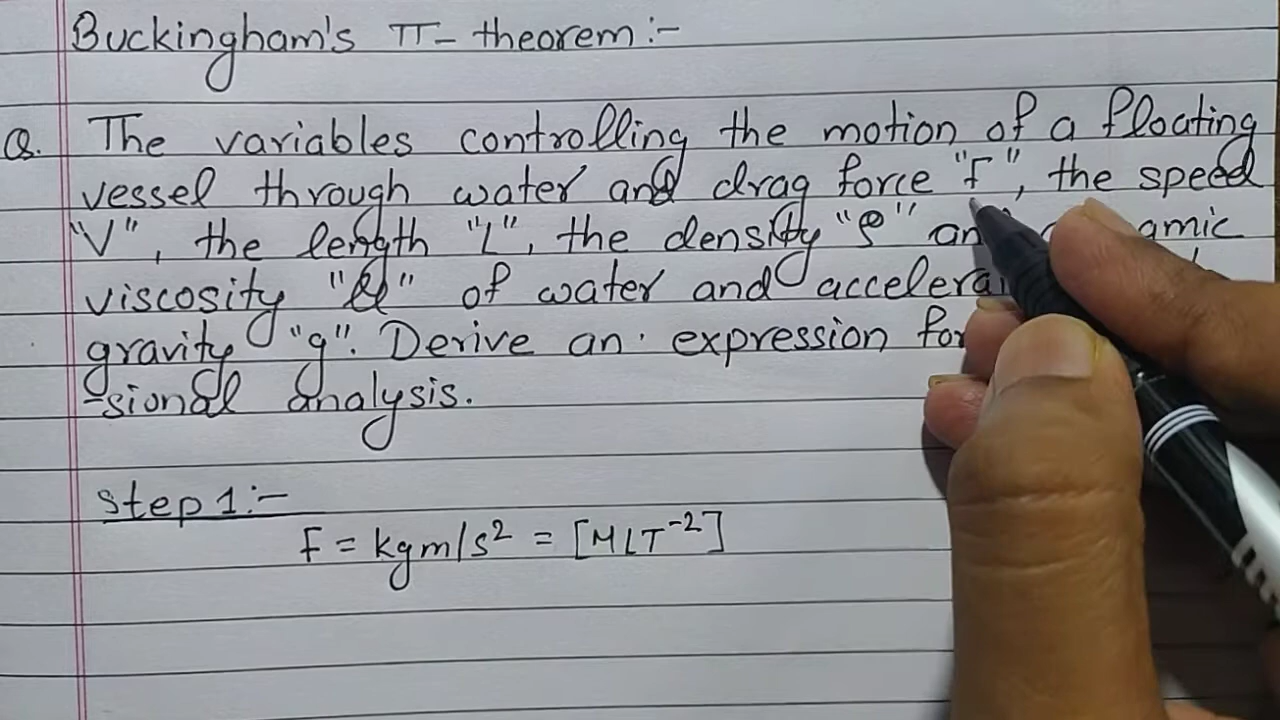 Buckingham's π- theorem:-
Q. The variables controlling the motion of a floating
vessel through water and drag force "F", the speed
"V", the length "L", the density "ρ"
viscosity "μ" of water and
gravity "g". Derive an expression for
-sional analysis.
Step 1:-
F = kgm/s² = [MLT⁻²]